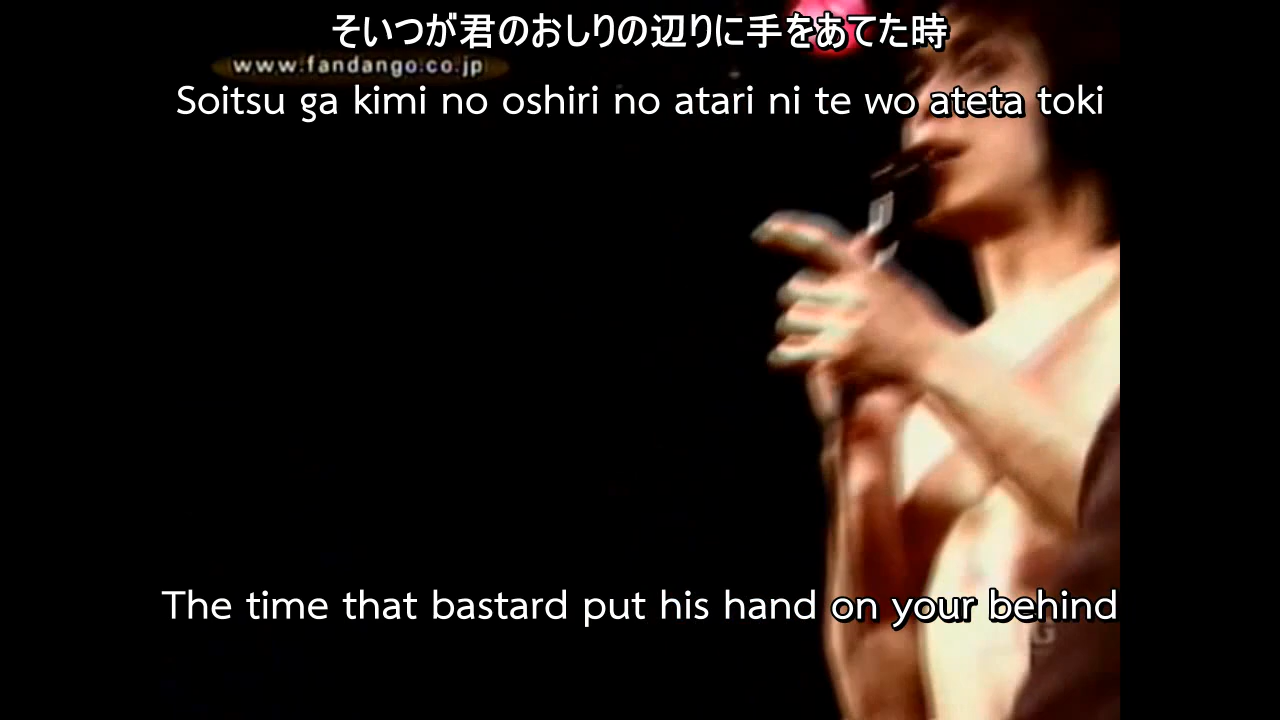 そいつが君のおしりの辺りに手をあてた時
www.fandango.co.jp
Soitsu ga kimi no oshiri no atari ni te wo ateta toki
The time that bastard put his hand on your behind